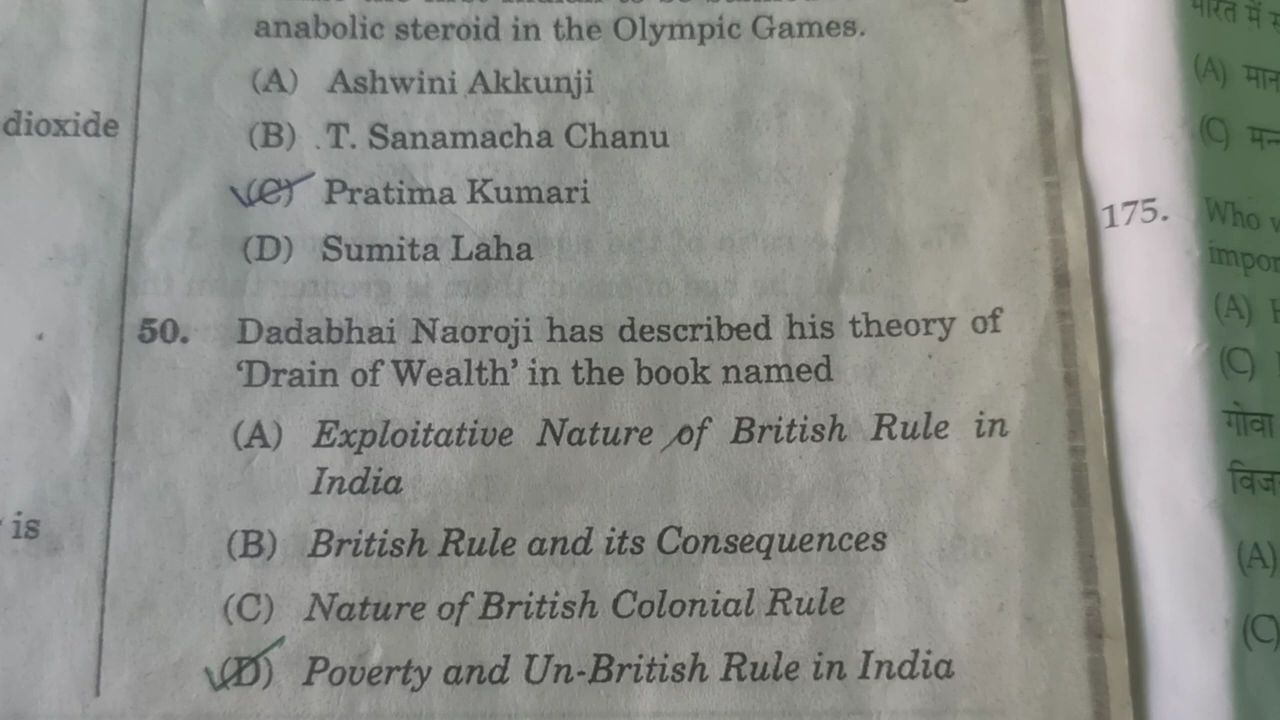 dioxide
is
anabolic steroid in the Olympic Games.
(A) Ashwini Akkunji
(B) T. Sanamacha Chanu
(C) Pratima Kumari
(D) Sumita Laha
50. Dadabhai Naoroji has described his theory of
'Drain of Wealth' in the book named
(A) Exploitative Nature of British Rule in
India
(B) British Rule and its Consequences
(C) Nature of British Colonial Rule
(D) Poverty and Un-British Rule in India
में
(A)
(C)
175. Who
(A)
(C)
गोवा
(A)
(C)